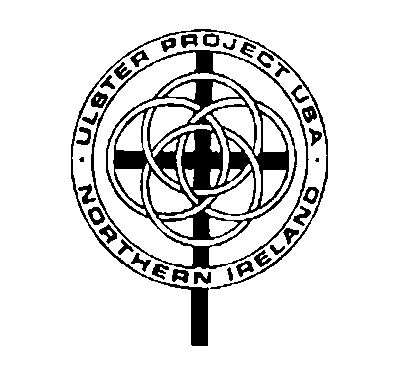 · ULSTER PROJECT USA ·
NORTHERN IRELAND